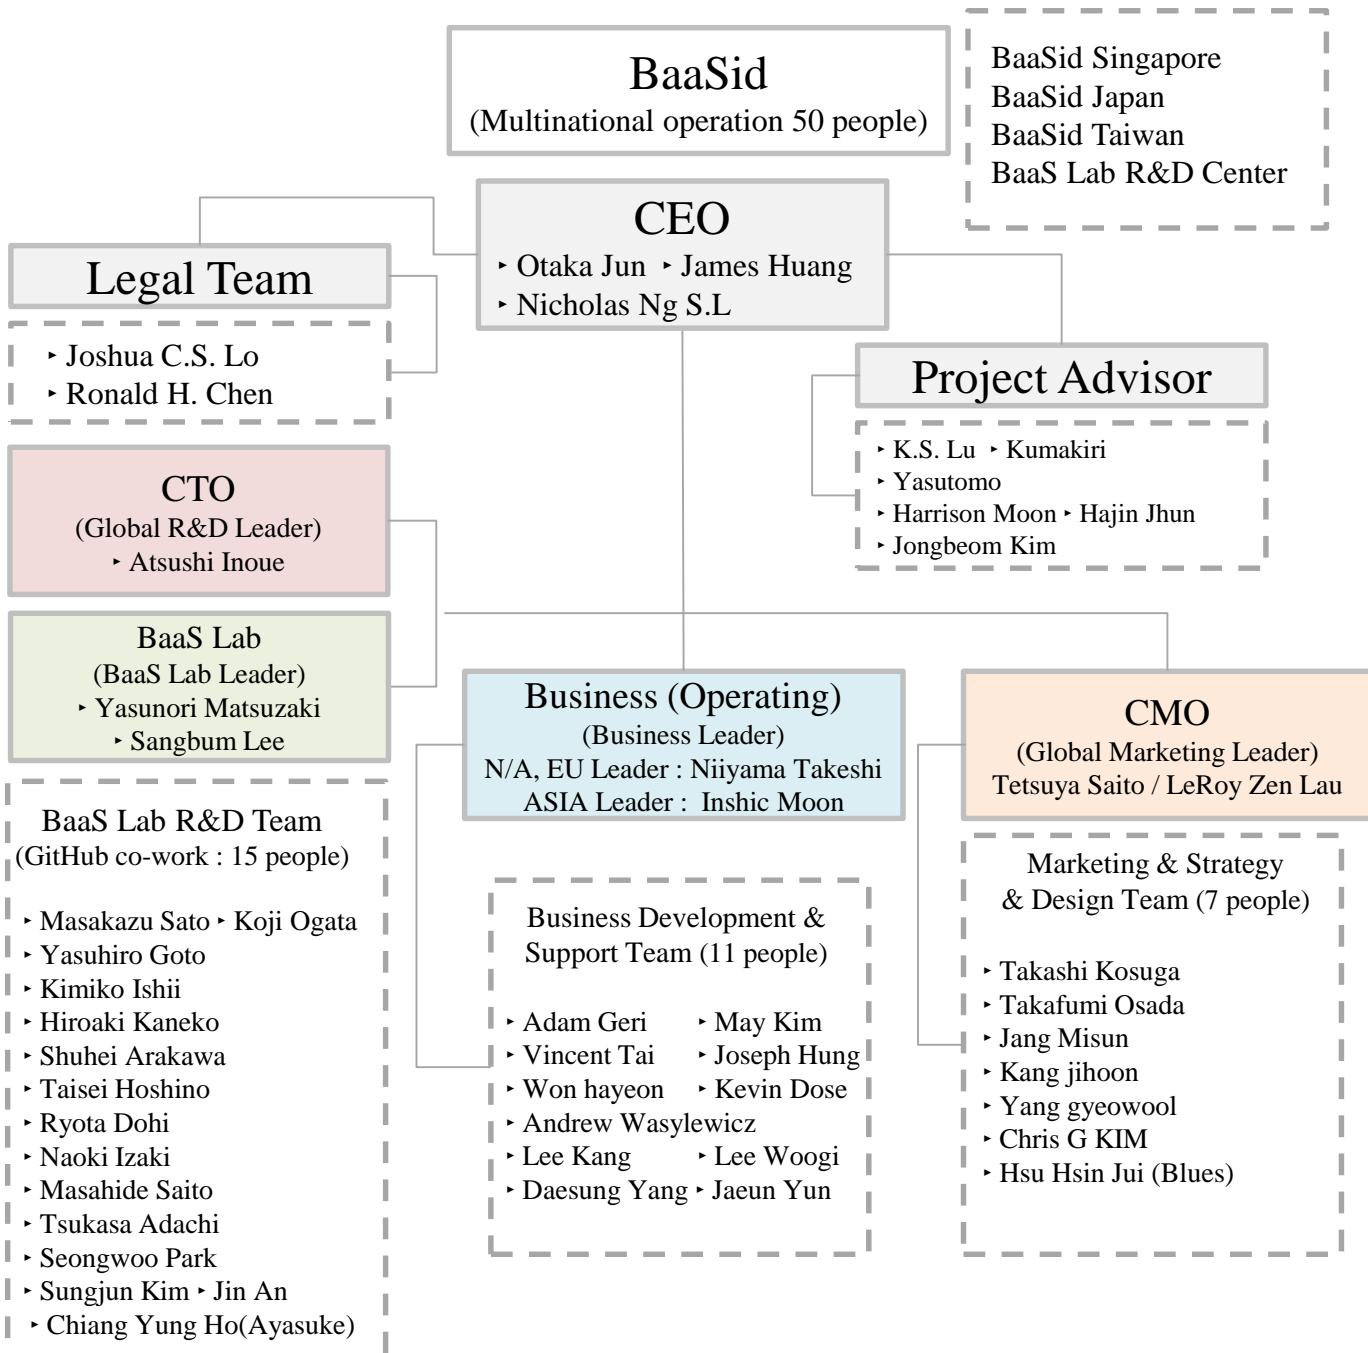 BaaSid
(Multinational operation 50 people)
BaaSid Singapore
BaaSid Japan
BaaSid Taiwan
BaaS Lab R&D Center
CEO
‣ Otaka Jun ‣ James Huang
‣ Nicholas Ng S.L
Legal Team
‣ Joshua C.S. Lo
‣ Ronald H. Chen
Project Advisor
‣ K.S. Lu ‣ Kumakiri
‣ Yasutomo
‣ Harrison Moon ‣ Hajin Jhun
‣ Jongbeom Kim
CTO
(Global R&D Leader)
‣ Atsushi Inoue
BaaS Lab
(BaaS Lab Leader)
‣ Yasunori Matsuzaki
‣ Sangbum Lee
Business (Operating)
(Business Leader)
N/A, EU Leader : Niiyama Takeshi
ASIA Leader : Inshic Moon
CMO
(Global Marketing Leader)
Tetsuya Saito / LeRoy Zen Lau
BaaS Lab R&D Team
(GitHub co-work : 15 people)
‣ Masakazu Sato ‣ Koji Ogata
‣ Yasuhiro Goto
‣ Kimiko Ishii
‣ Hiroaki Kaneko
‣ Shuhei Arakawa
‣ Taisei Hoshino
‣ Ryota Dohi
‣ Naoki Izaki
‣ Masahide Saito
‣ Tsukasa Adachi
‣ Seongwoo Park
‣ Sungjun Kim ‣ Jin An
‣ Chiang Yung Ho(Ayasuke)
Business Development &
Support Team (11 people)
‣ Adam Geri ‣ May Kim
‣ Vincent Tai ‣ Joseph Hung
‣ Won hayeon ‣ Kevin Dose
‣ Andrew Wasylewicz
‣ Lee Kang ‣ Lee Woogi
‣ Daesung Yang ‣ Jaeun Yun
Marketing & Strategy
& Design Team (7 people)
‣ Takashi Kosuga
‣ Takafumi Osada
‣ Jang Misun
‣ Kang jihoon
‣ Yang gyeowool
‣ Chris G KIM
‣ Hsu Hsin Jui (Blues)